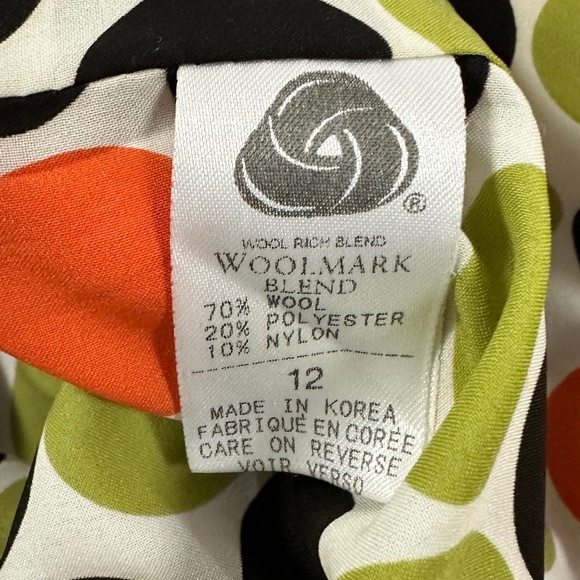 ®
WOOL RICH BLEND
WOOLMARK
BLEND
70% WOOL
20% POLYESTER
10% NYLON
12
MADE IN KOREA
FABRIQUE EN CORÉE
CARE ON REVERSE
VOIR VERSO